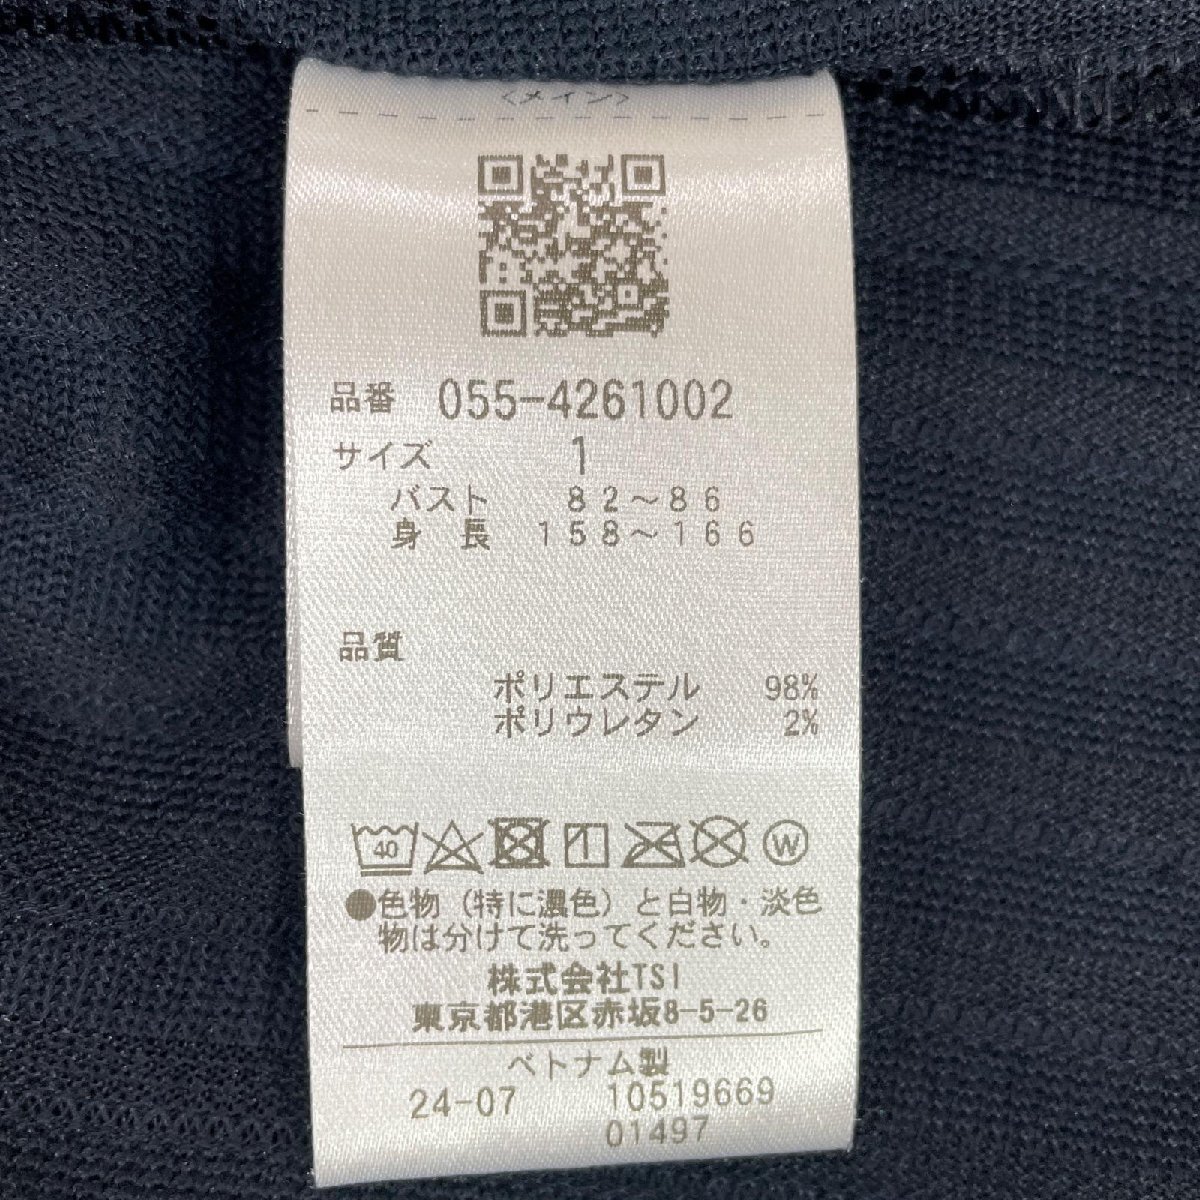 <メイン>
品番 055-4261002
サイズ 1
バスト 82～86
身長 158～166
品質
ポリエステル 98%
ポリウレタン 2%
40 W
●色物(特に濃色)と白物・淡色
物は分けて洗ってください。
株式会社TSI
東京都港区赤坂8-5-26
ベトナム製
24-07 10519669
01497